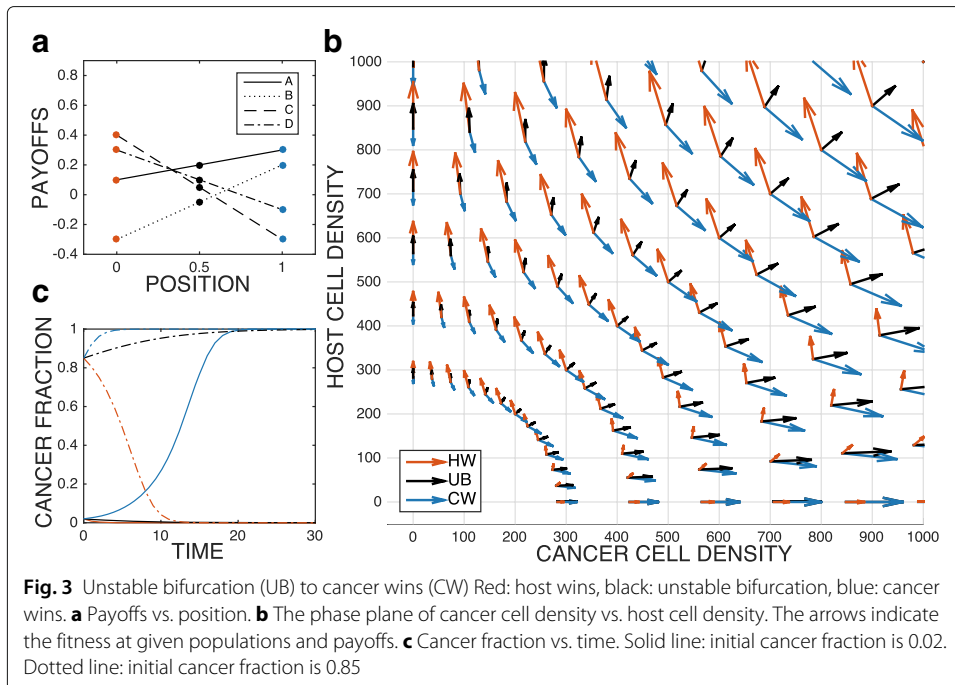 a
PAYOFFS
0.8
0.6
0.4
0.2
0
-0.2
-0.4
A
B
C
D
0
0.5
1
POSITION
b
HOST CELL DENSITY
1000
900
800
700
600
500
400
300
200
100
0
HW
UB
CW
0
100
200
300
400
500
600
700
800
900
1000
CANCER CELL DENSITY
c
CANCER FRACTION
1
0.8
0.6
0.4
0.2
0
0
10
20
30
TIME
Fig. 3 Unstable bifurcation (UB) to cancer wins (CW) Red: host wins, black: unstable bifurcation, blue: cancer
wins. a Payoffs vs. position. b The phase plane of cancer cell density vs. host cell density. The arrows indicate
the fitness at given populations and payoff. c Cancer fraction vs. time. Solid line: initial cancer fraction is 0.02.
Dotted line: initial cancer fraction is 0.85